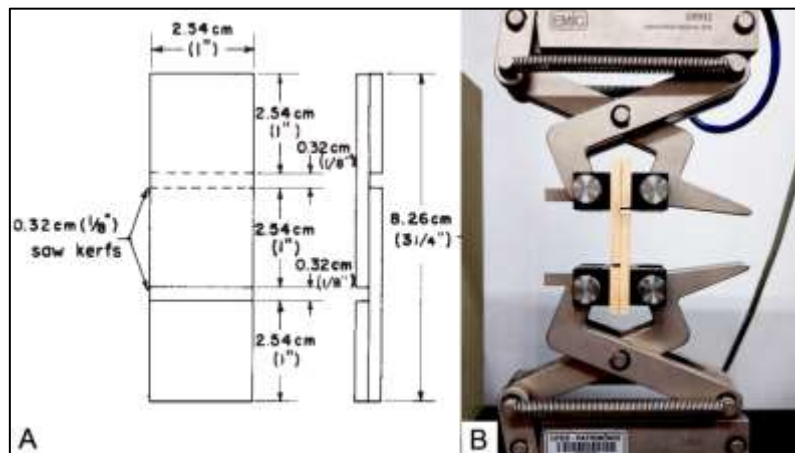 2.54 cm
(1")
2.54 cm
(1")
0.32 cm
(1/8")
0.32 cm (1/8")
saw kerfs
2.54 cm
(1")
0.32 cm
(1/8")
2.54 cm
(1")
8.26 cm
(3 1/4")
A
EMIC
B